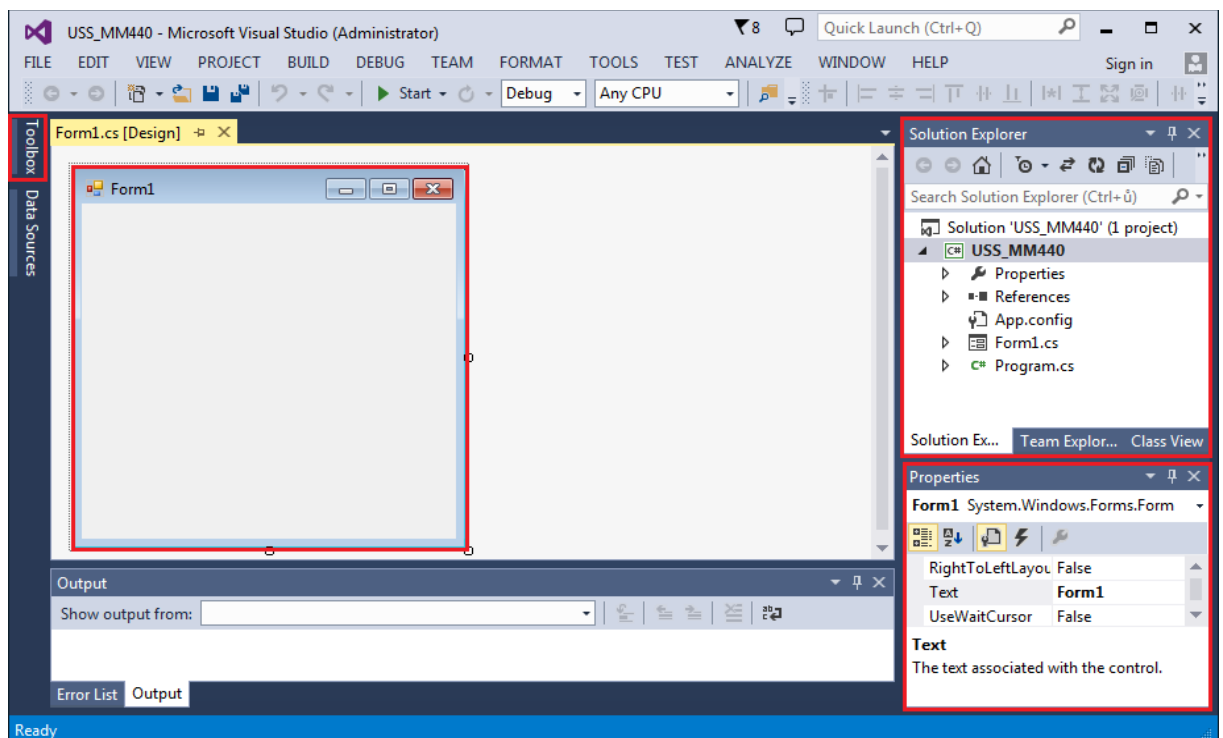 USS_MM440 - Microsoft Visual Studio (Administrator)
8
Quick Launch (Ctrl+Q)
FILE EDIT VIEW PROJECT BUILD DEBUG TEAM FORMAT TOOLS TEST ANALYZE WINDOW HELP Sign in
Start Debug Any CPU
Toolbox
Data Sources
Form1.cs [Design]
Form1
Solution Explorer
Search Solution Explorer (Ctrl+ů)
Solution 'USS_MM440' (1 project)
C# USS_MM440
Properties
References
App.config
Form1.cs
C# Program.cs
Solution Ex... Team Explor... Class View
Properties
Form1 System.Windows.Forms.Form
RightToLeftLayou False
Text Form1
UseWaitCursor False
Text
The text associated with the control.
Output
Show output from:
Error List Output
Ready